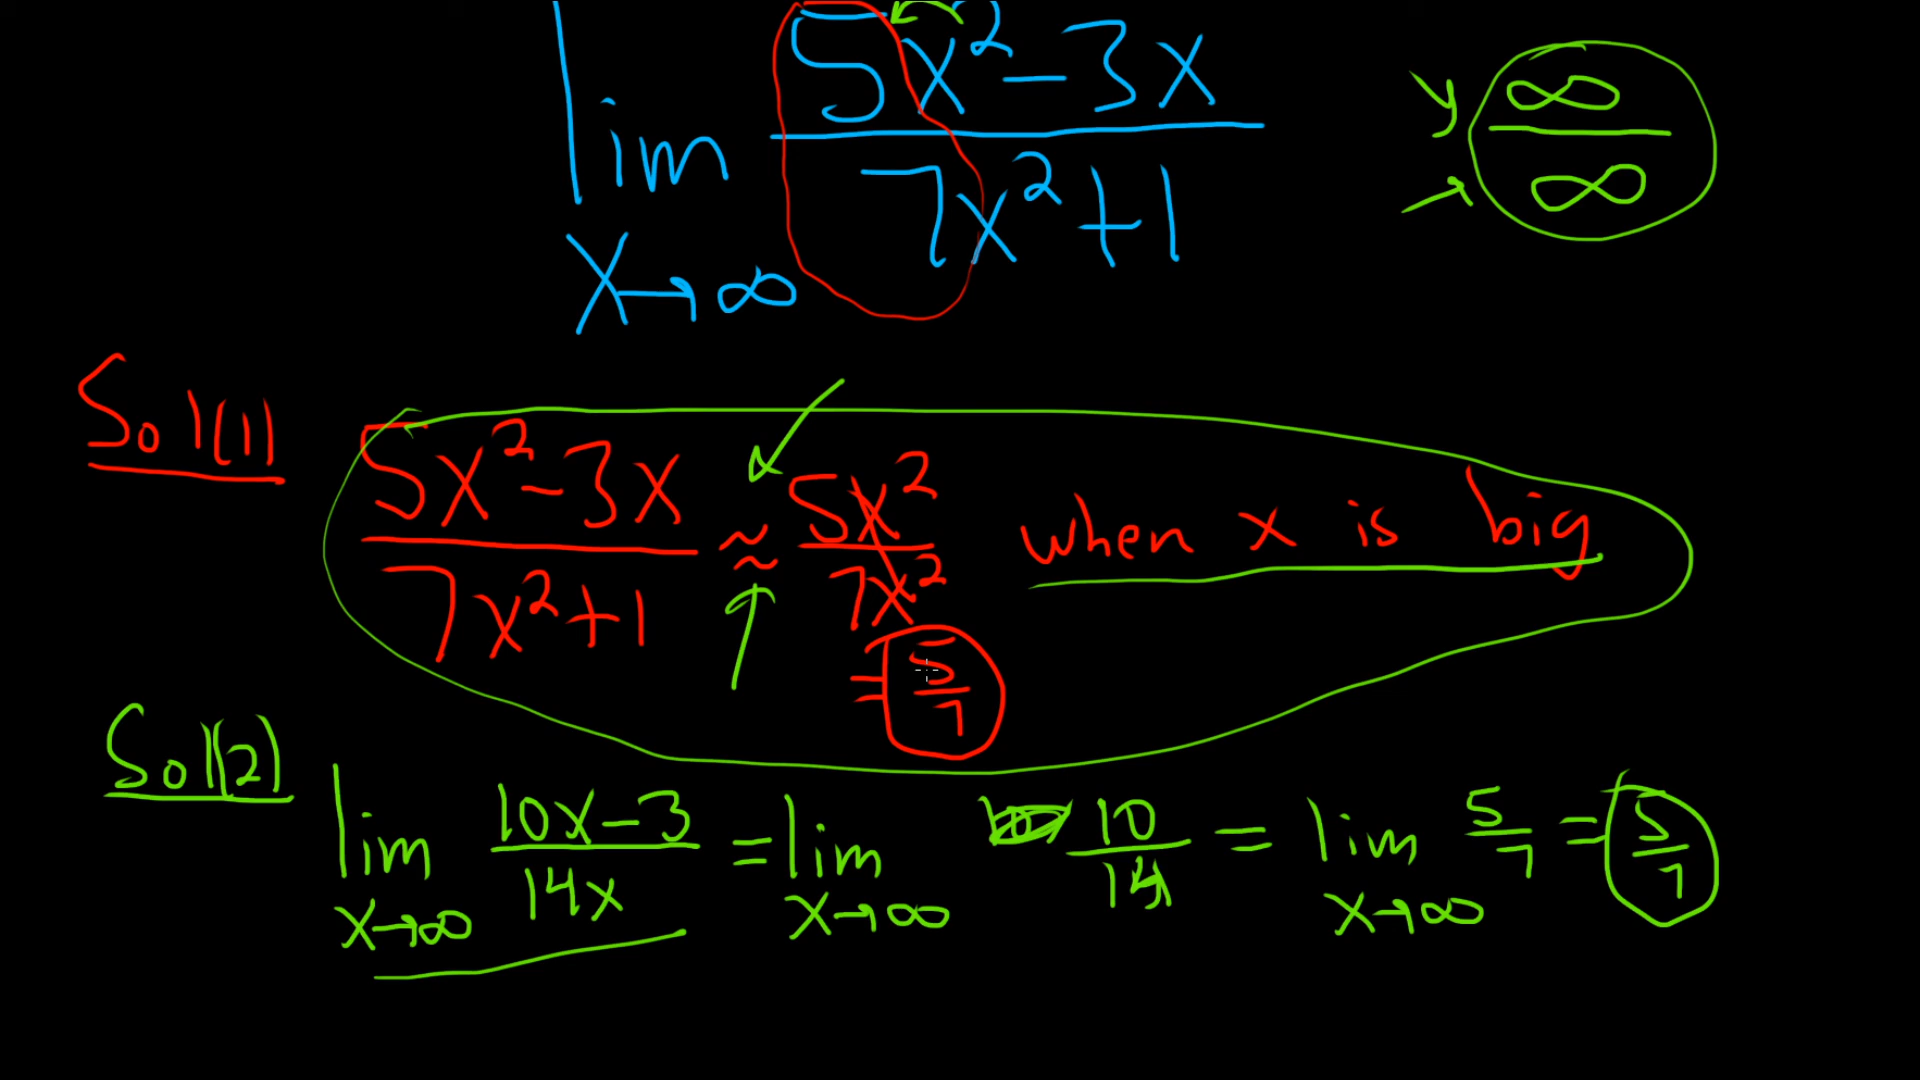 lim x→∞ (5x² − 3x)/(7x² + 1)
∞/∞
Sol(1)
(5x² − 3x)/(7x² + 1) ≈ 5x²/7x² when x is big
= 5/7
Sol(2)
lim x→∞ (10x − 3)/(14x) = lim x→∞ 10/14 = lim x→∞ 5/7 = 5/7